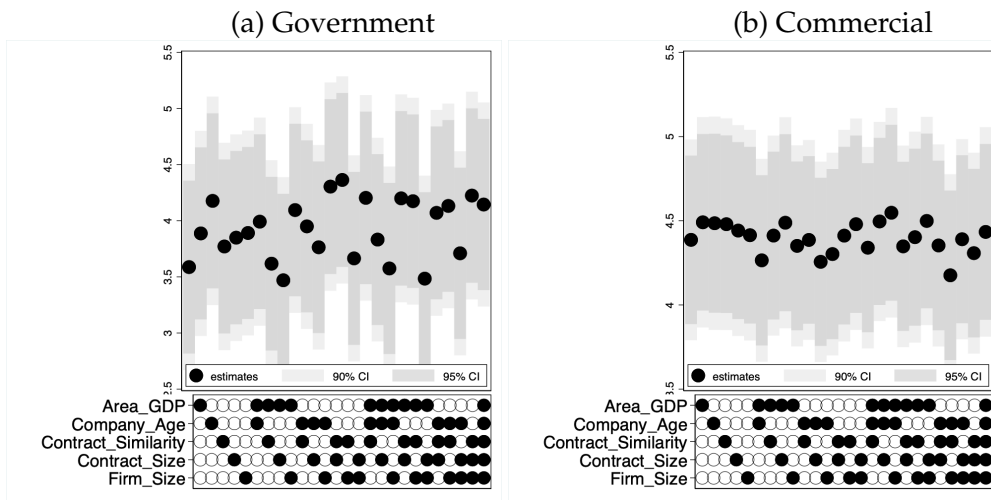 (a) Government
5.5
5
4.5
4
3.5
3
.5
estimates 90% CI 95% CI
Area_GDP
Company_Age
Contract_Similarity
Contract_Size
Firm_Size
(b) Commercial
5.5
5
4.5
4
3.5
estimates 90% CI 95% CI
Area_GDP
Company_Age
Contract_Similarity
Contract_Size
Firm_Size